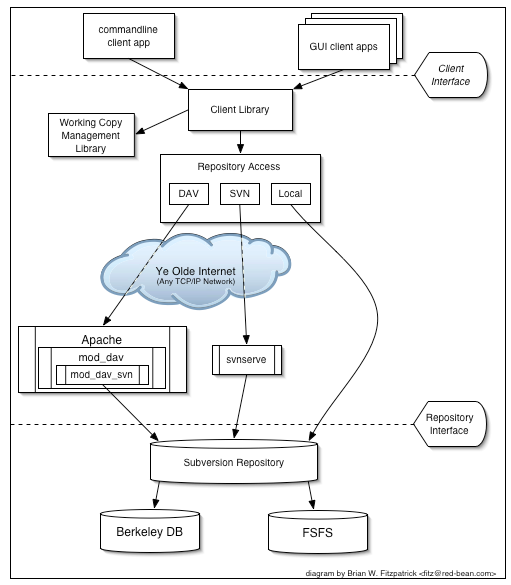 commandline
client app
GUI client apps
Client
Interface
Client Library
Working Copy
Management
Library
Repository Access
DAV
SVN
Local
Ye Olde Internet
(Any TCP/IP Network)
Apache
mod_dav
mod_dav_svn
svnserve
Repository
Interface
Subversion Repository
Berkeley DB
FSFS
diagram by Brian W. Fitzpatrick <fitz@red-bean.com>